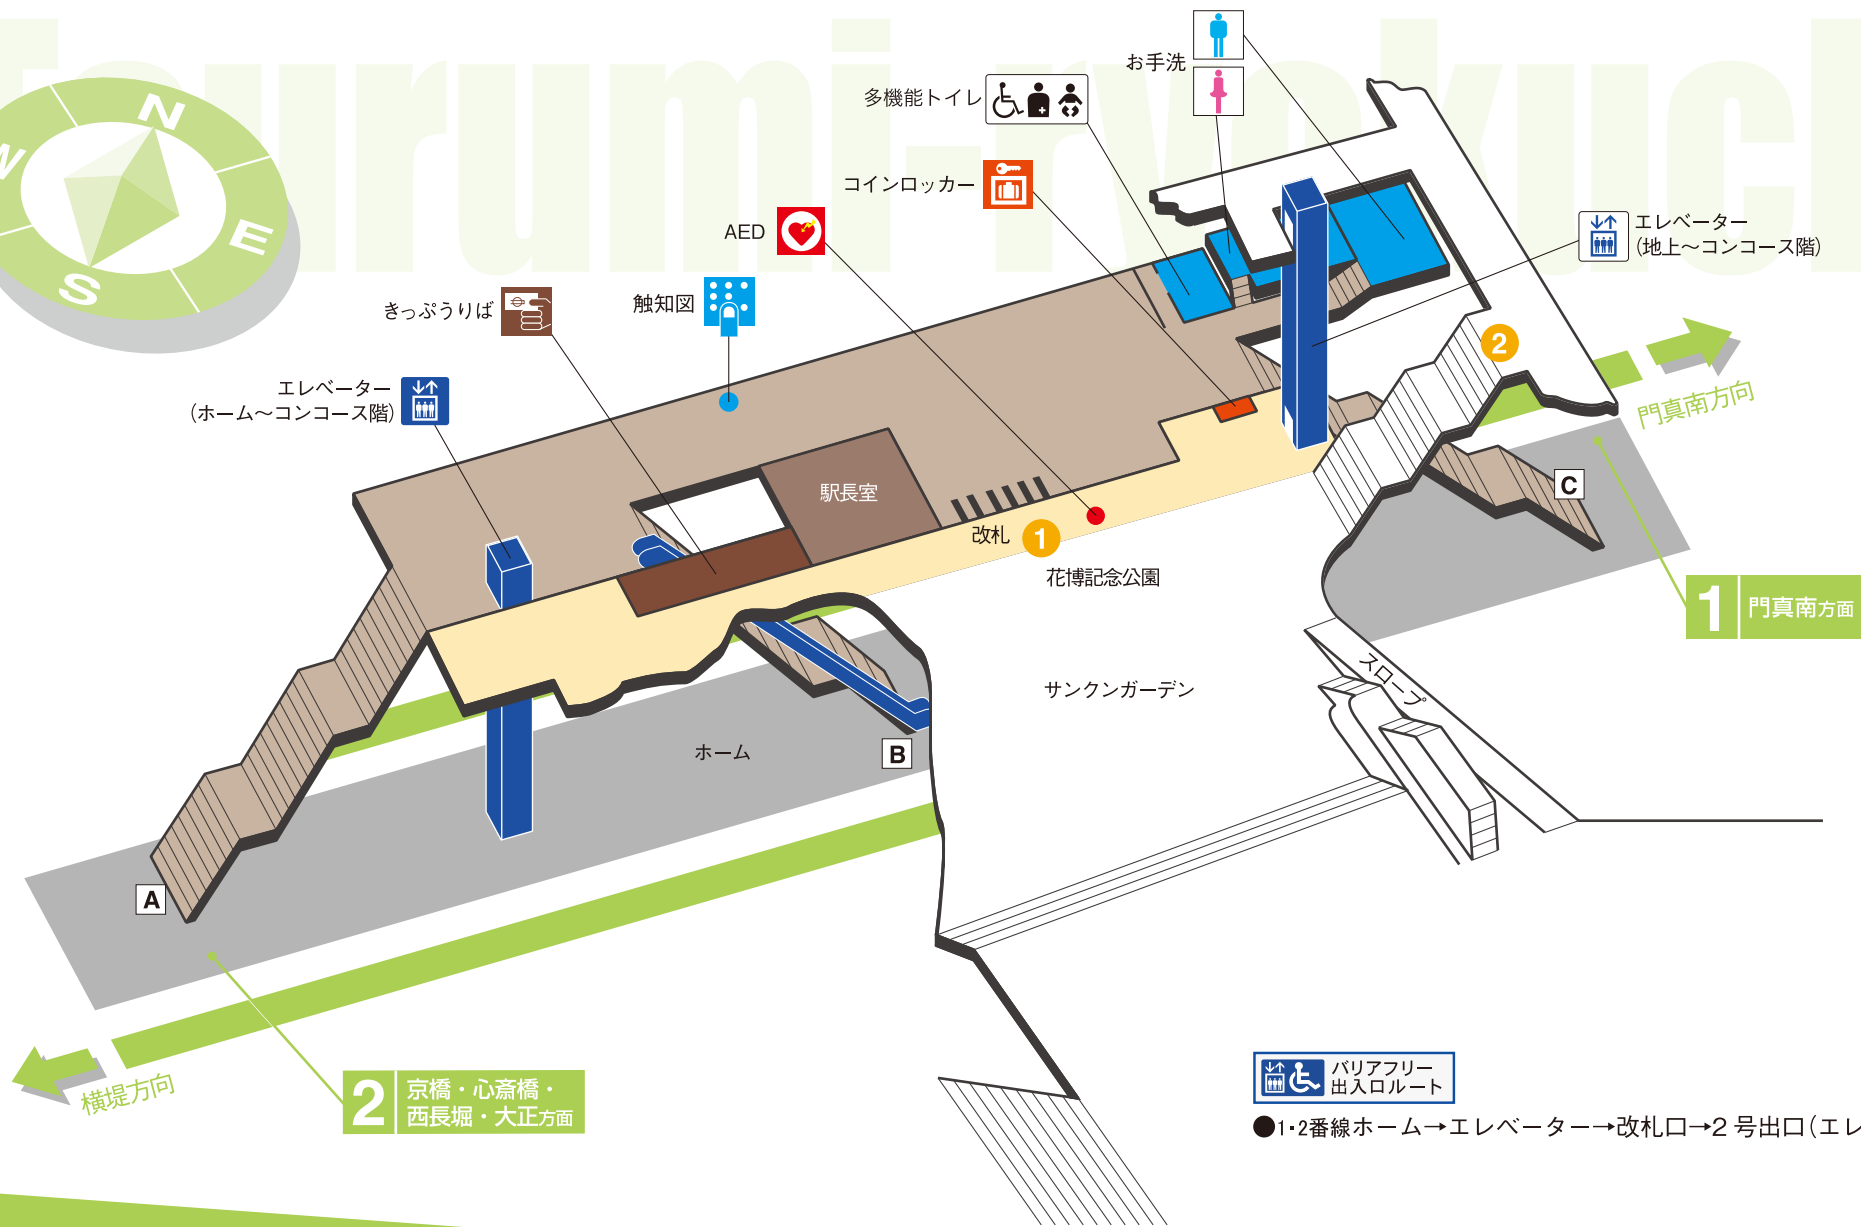 Tsurumi-ryokuch
N
W
E
S
お手洗
多機能トイレ
コインロッカー
AED
触知図
きっぷうりば
エレベーター
(ホーム～コンコース階)
エレベーター
(地上～コンコース階)
2
門真南方向
駅長室
改札
1
花博記念公園
C
1 門真南方面
サンクンガーデン
スロープ
ホーム
B
A
横堤方向
2 京橋・心斎橋・
西長堀・大正方面
バリアフリー
出入口ルート
●1・2番線ホーム→エレベーター→改札口→2号出口(エレ